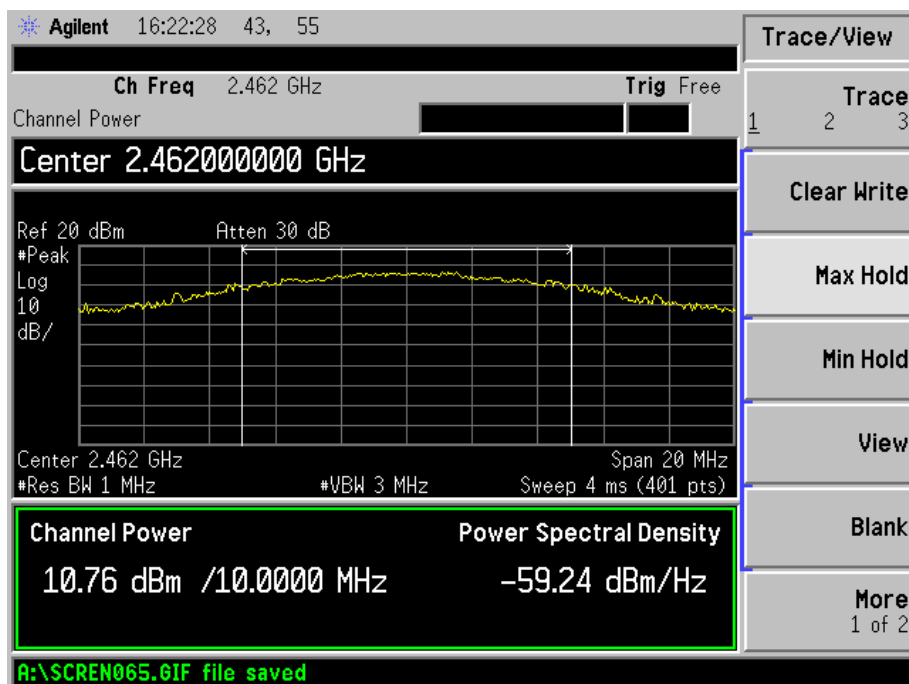 Agilent 16:22:28 43, 55
Trace/View
Ch Freq 2.462 GHz Trig Free
Channel Power
Trace
1 2 3
Center 2.462000000 GHz
Clear Write
Ref 20 dBm Atten 30 dB
#Peak
Log
10
dB/
Max Hold
Min Hold
Center 2.462 GHz Span 20 MHz
#Res BW 1 MHz #VBW 3 MHz Sweep 4 ms (401 pts)
View
Channel Power Power Spectral Density
10.76 dBm /10.0000 MHz -59.24 dBm/Hz
Blank
More
1 of 2
A:\SCREN065.GIF file saved